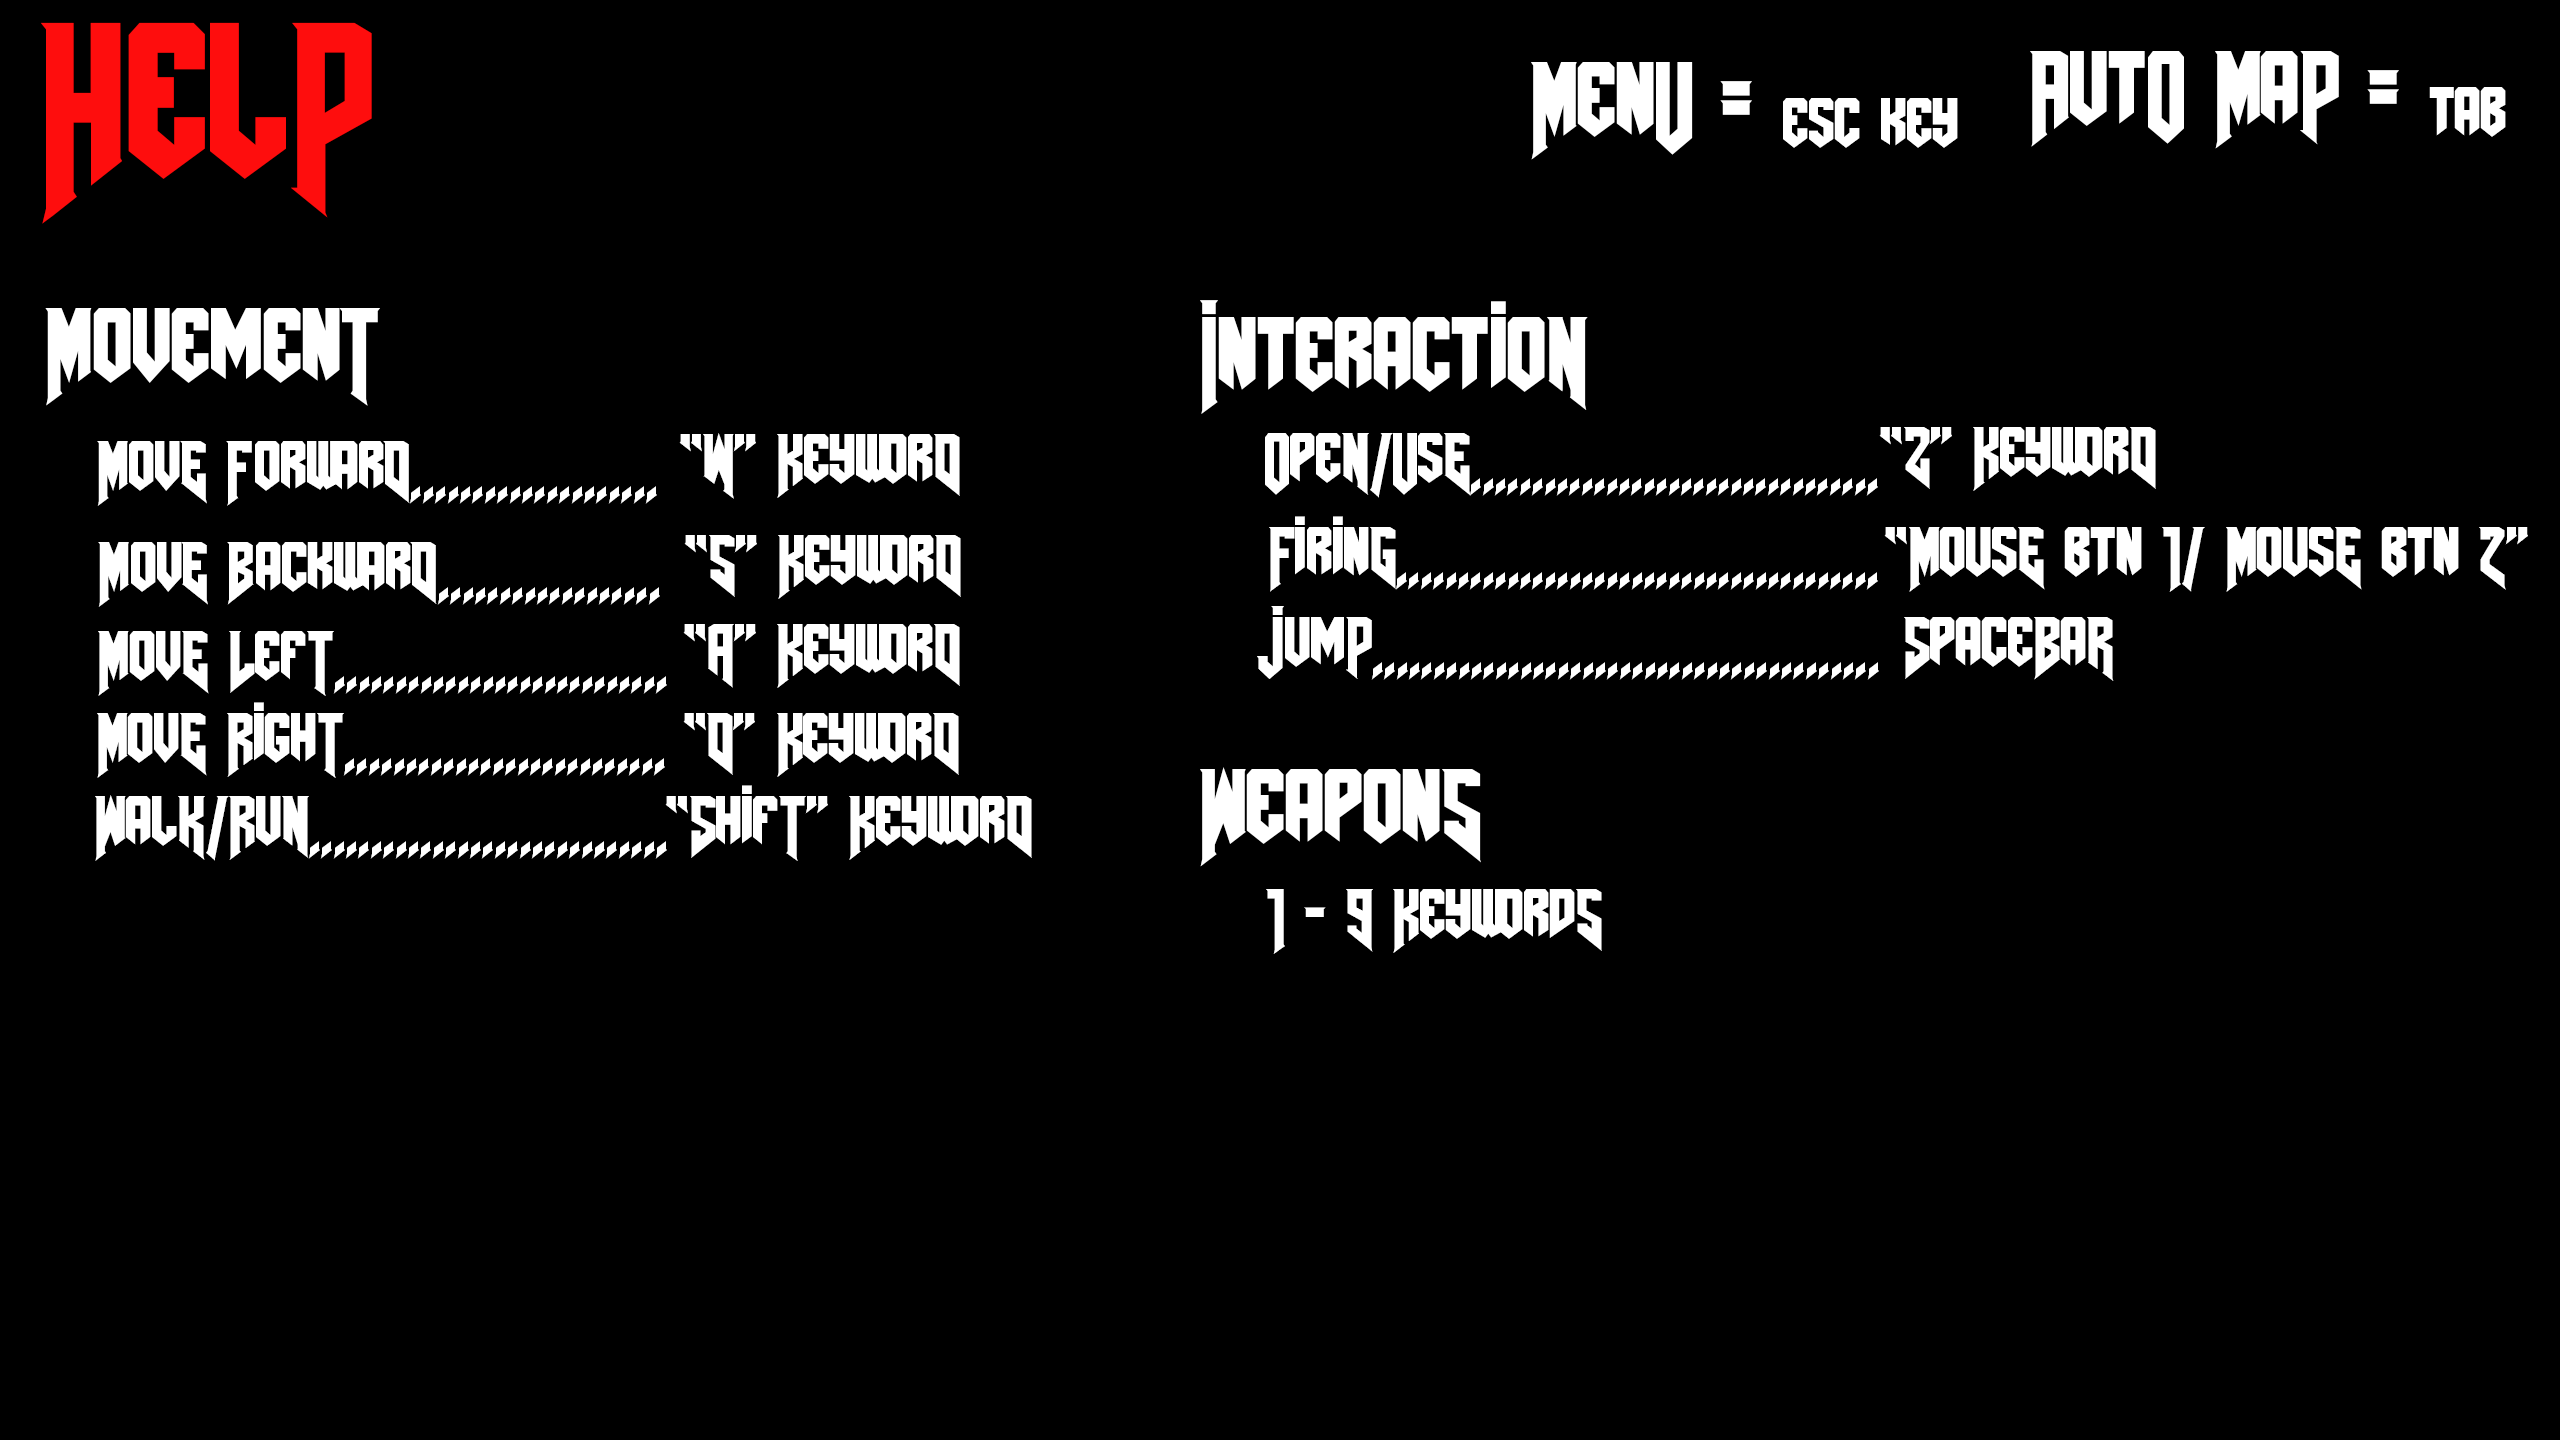 HELP
MENU = ESC KEY
AUTO MAP = TAB
MOVEMENT
MOVE FORWARD.................... "W" KEYWORD
MOVE BACKWARD.................. "S" KEYWORD
MOVE LEFT........................... "A" KEYWORD
MOVE RIGHT.......................... "D" KEYWORD
WALK/RUN............................. "SHIFT" KEYWORD
INTERACTION
OPEN/USE................................. "Z" KEYWORD
FIRING....................................... "MOUSE BTN 1/ MOUSE BTN 2"
JUMP......................................... SPACEBAR
WEAPONS
1 - 9 KEYWORDS